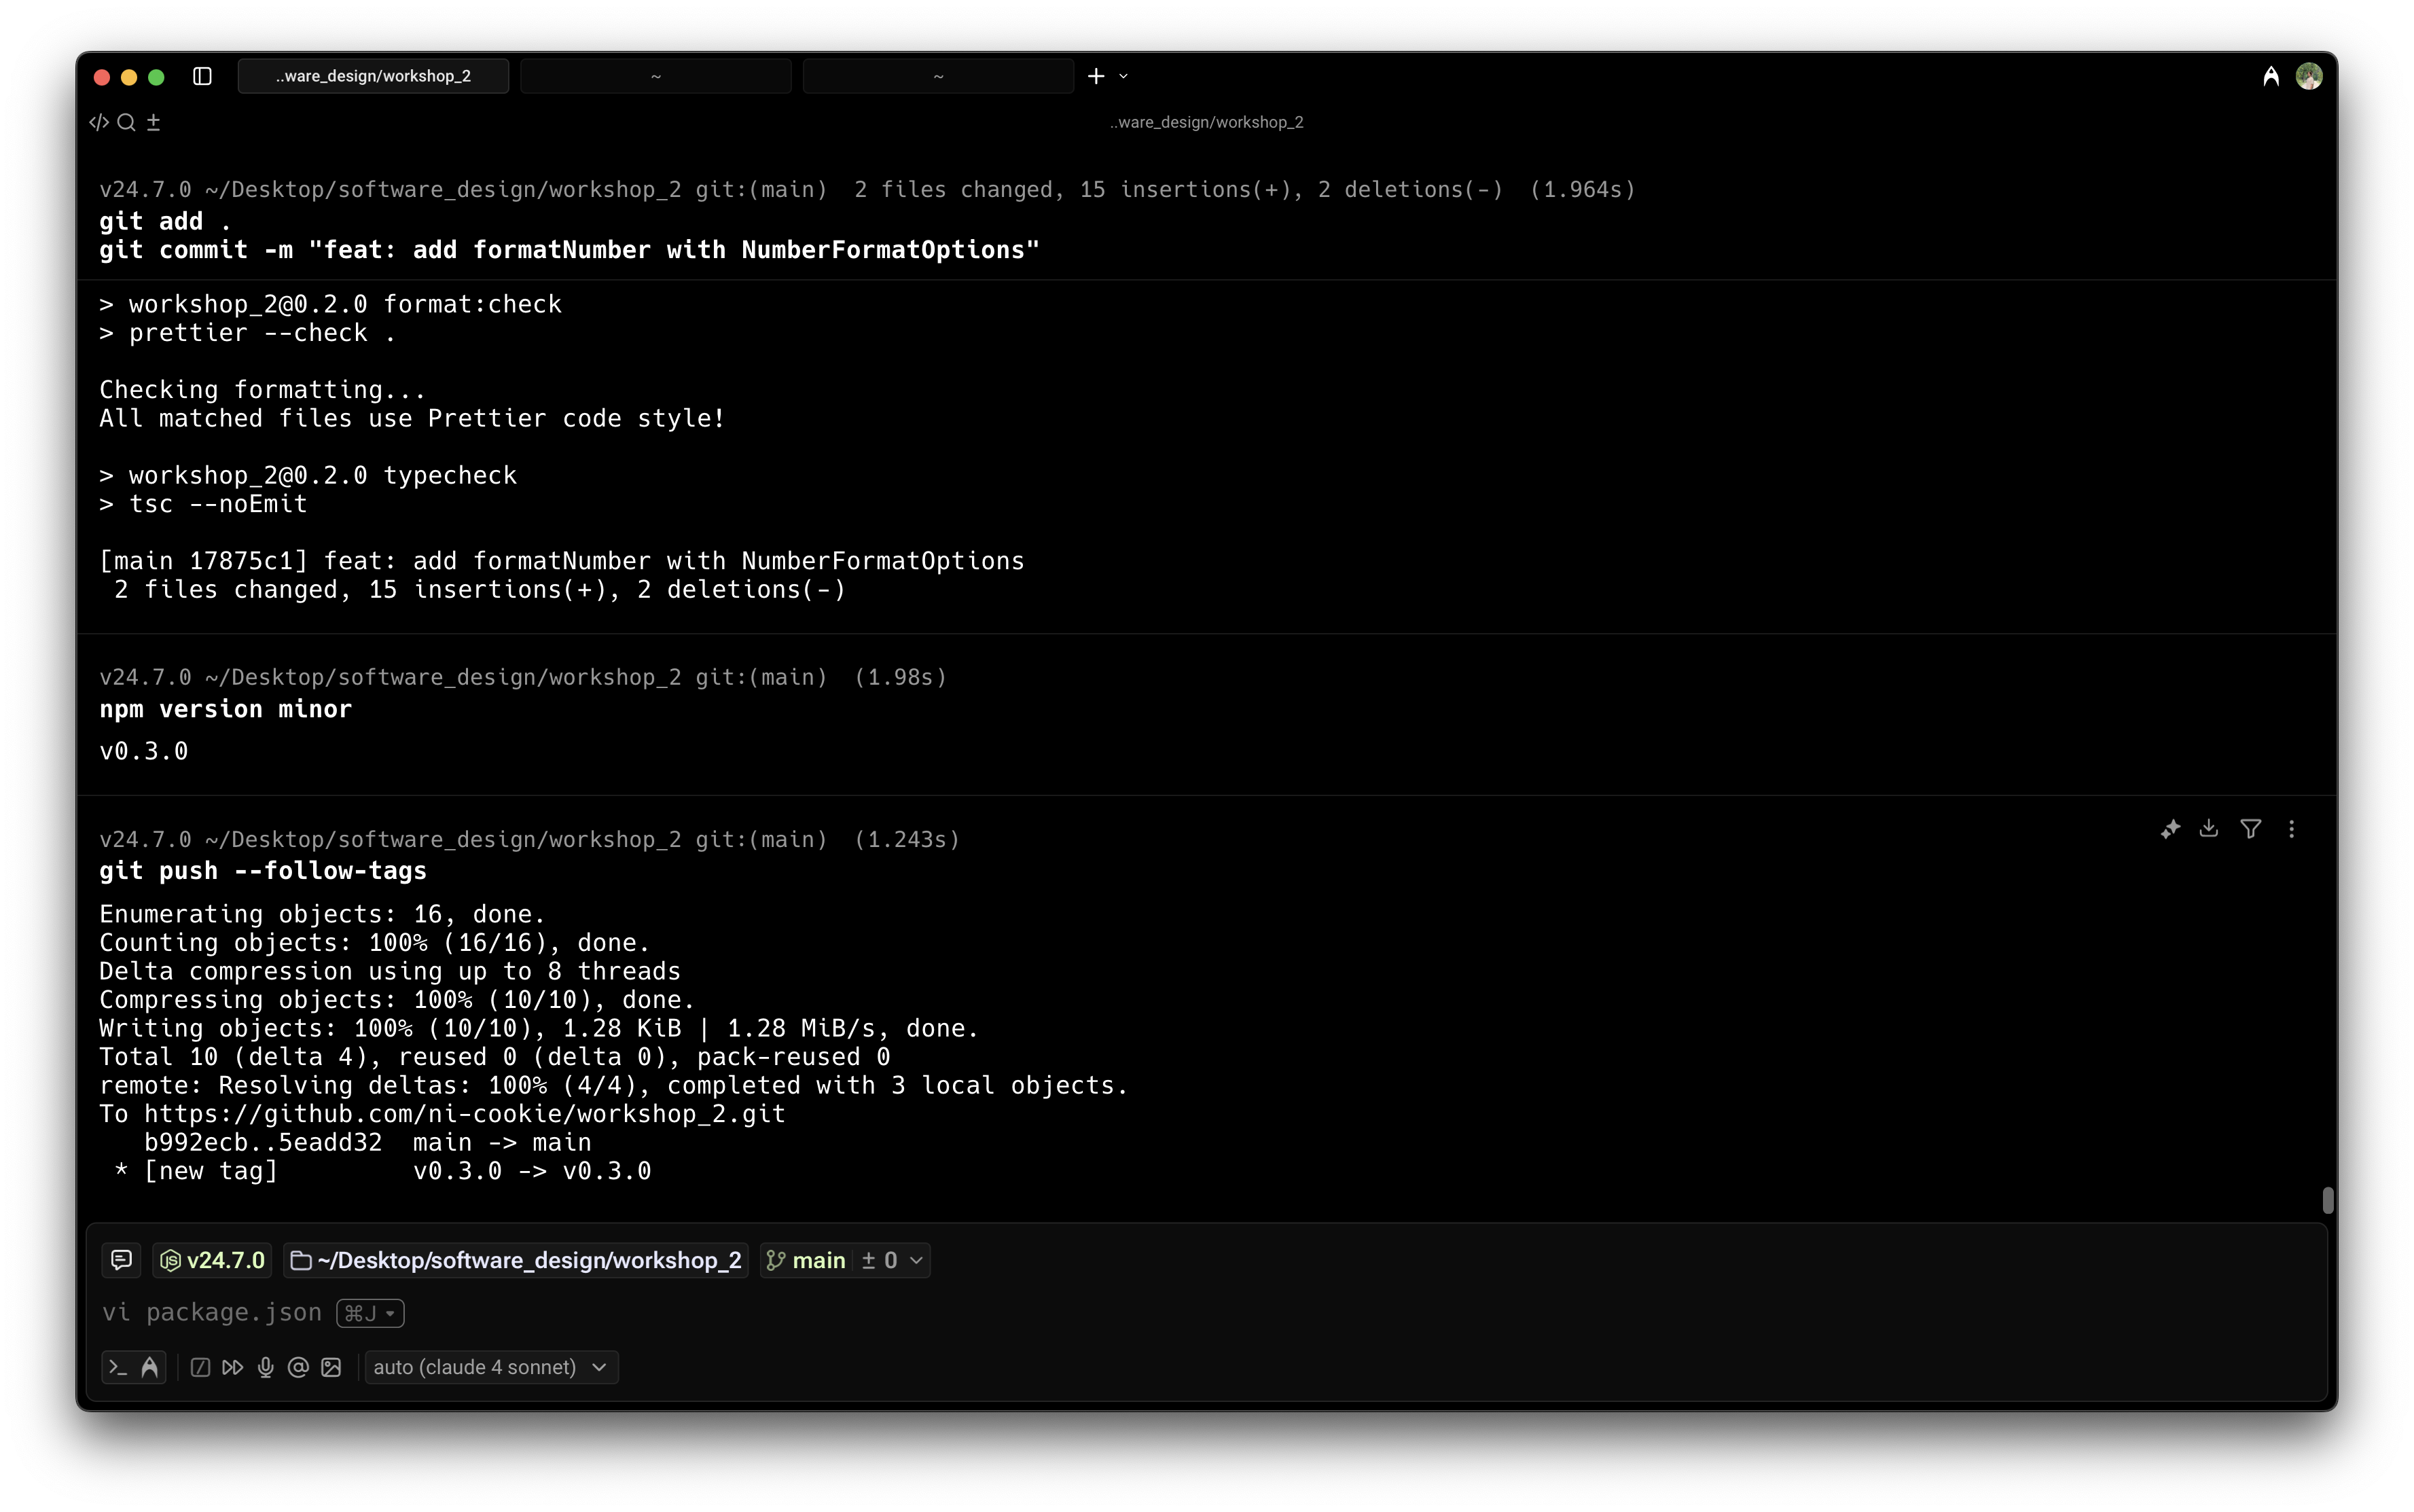 ..ware_design/workshop_2
~
~
..ware_design/workshop_2
v24.7.0 ~/Desktop/software_design/workshop_2 git:(main)  2 files changed, 15 insertions(+), 2 deletions(-)  (1.964s)
git add .
git commit -m "feat: add formatNumber with NumberFormatOptions"
> workshop_2@0.2.0 format:check
> prettier --check .
Checking formatting...
All matched files use Prettier code style!
> workshop_2@0.2.0 typecheck
> tsc --noEmit
[main 17875c1] feat: add formatNumber with NumberFormatOptions
 2 files changed, 15 insertions(+), 2 deletions(-)
v24.7.0 ~/Desktop/software_design/workshop_2 git:(main)  (1.98s)
npm version minor
v0.3.0
v24.7.0 ~/Desktop/software_design/workshop_2 git:(main)  (1.243s)
git push --follow-tags
Enumerating objects: 16, done.
Counting objects: 100% (16/16), done.
Delta compression using up to 8 threads
Compressing objects: 100% (10/10), done.
Writing objects: 100% (10/10), 1.28 KiB | 1.28 MiB/s, done.
Total 10 (delta 4), reused 0 (delta 0), pack-reused 0
remote: Resolving deltas: 100% (4/4), completed with 3 local objects.
To https://github.com/ni-cookie/workshop_2.git
   b992ecb..5eadd32  main -> main
 * [new tag]         v0.3.0 -> v0.3.0
v24.7.0 ~/Desktop/software_design/workshop_2 main ± 0
vi package.json ⌘J
auto (claude 4 sonnet)